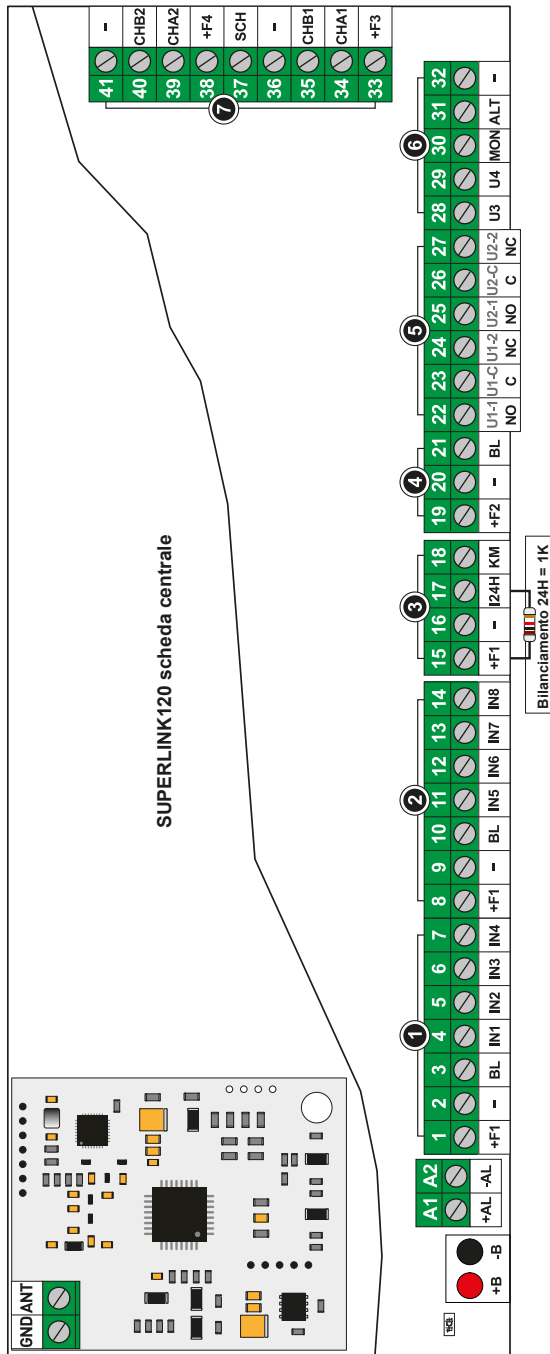 GND ANT
SUPERLINK120 scheda centrale
41 -
40 CHB2
39 CHA2
38 +F4
37 SCH
36 -
35 CHB1
34 CHA1
33 +F3
7
1 2 3 4 5 6
A1 A2 1 2 3 4 5 6 7 8 9 10 11 12 13 14 15 16 17 18 19 20 21 22 23 24 25 26 27 28 29 30 31 32
+B -B +AL -AL +F1 - BL IN1 IN2 IN3 IN4 +F1 - BL IN5 IN6 IN7 IN8 +F1 - I24H KM +F2 - BL U1-1 U1-C U1-2 U2-1 U2-C U2-2 U3 U4 MON ALT -
NO C NC NO C NC
Bilanciamento 24H = 1K